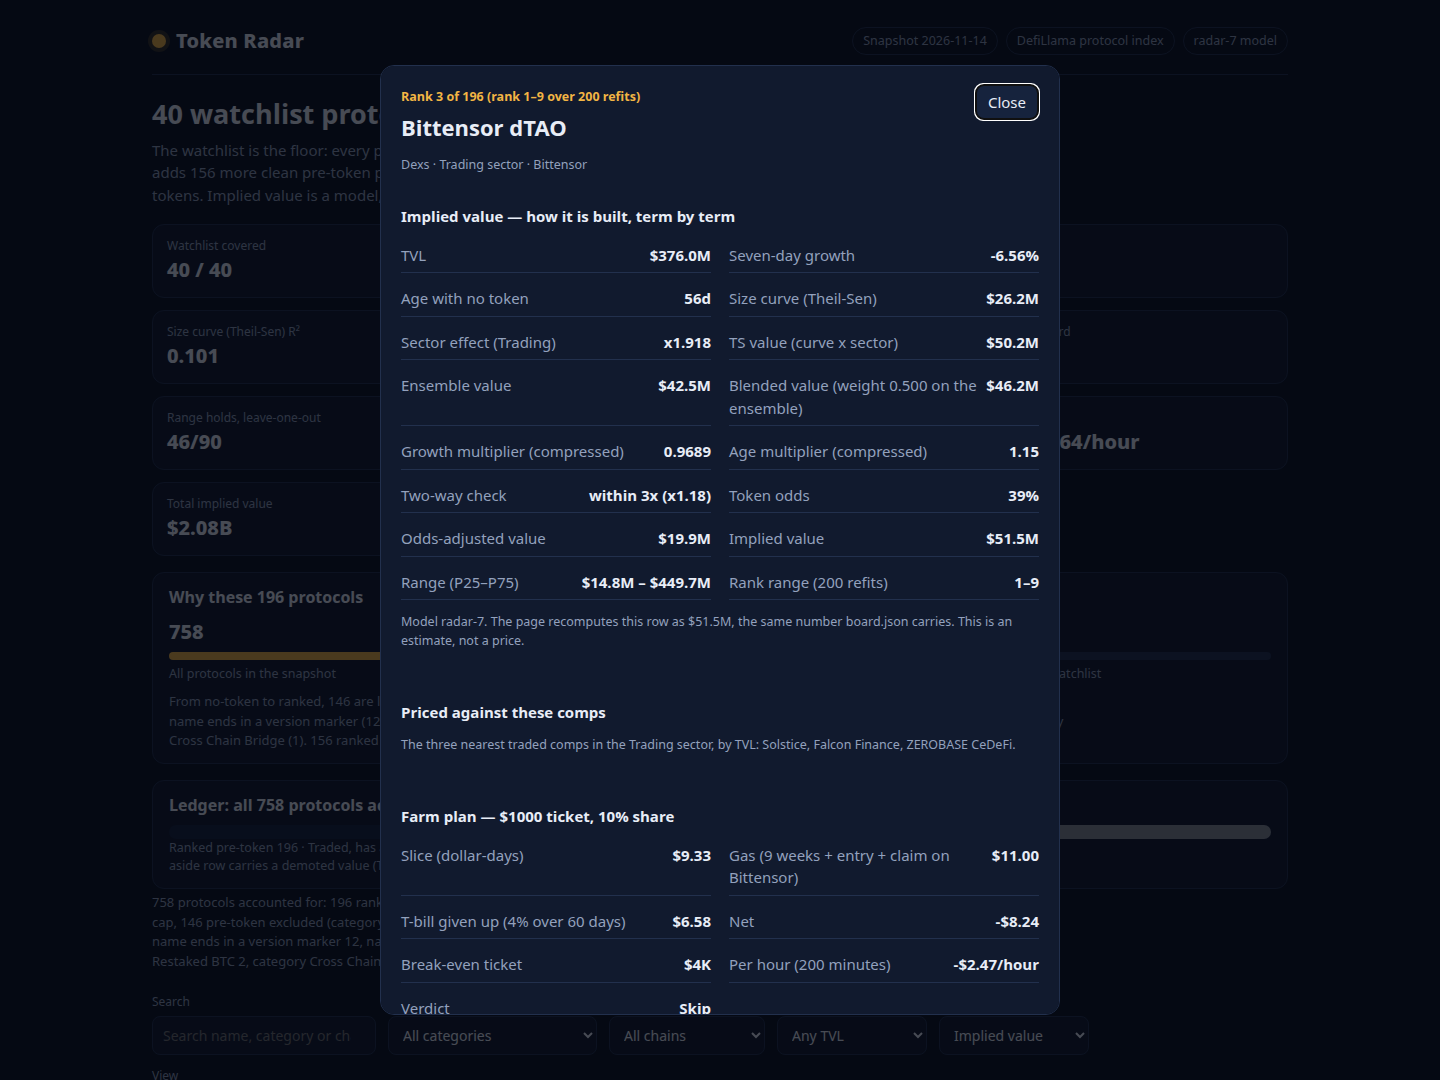 Token Radar
Snapshot 2026-11-14
DefiLlama protocol index
radar-7 model
40 watchlist prot
The watchlist is the floor: every p
adds 156 more clean pre-token p
tokens. Implied value is a model,
Watchlist covered
40 / 40
Size curve (Theil-Sen) R²
0.101
rd
Range holds, leave-one-out
46/90
64/hour
Total implied value
$2.08B
Why these 196 protocols
758
All protocols in the snapshot
atchlist
From no-token to ranked, 146 are l
name ends in a version marker (12
y
Cross Chain Bridge (1). 156 ranked
Ledger: all 758 protocols ac
Ranked pre-token 196 · Traded, has
aside row carries a demoted value (T
758 protocols accounted for: 196 rank
cap, 146 pre-token excluded (category
name ends in a version marker 12, na
Restaked BTC 2, category Cross Chain
Search
Search name, category or ch
All categories
All chains
Any TVL
Implied value
View
Rank 3 of 196 (rank 1–9 over 200 refits)
Close
Bittensor dTAO
Dexs · Trading sector · Bittensor
Implied value — how it is built, term by term
TVL $376.0M
Seven-day growth -6.56%
Age with no token 56d
Size curve (Theil-Sen) $26.2M
Sector effect (Trading) x1.918
TS value (curve x sector) $50.2M
Ensemble value $42.5M
Blended value (weight 0.500 on the $46.2M
ensemble)
Growth multiplier (compressed) 0.9689
Age multiplier (compressed) 1.15
Two-way check within 3x (x1.18)
Token odds 39%
Odds-adjusted value $19.9M
Implied value $51.5M
Range (P25–P75) $14.8M – $449.7M
Rank range (200 refits) 1–9
Model radar-7. The page recomputes this row as $51.5M, the same number board.json carries. This is an
estimate, not a price.
Priced against these comps
The three nearest traded comps in the Trading sector, by TVL: Solstice, Falcon Finance, ZEROBASE CeDeFi.
Farm plan — $1000 ticket, 10% share
Slice (dollar-days) $9.33
Gas (9 weeks + entry + claim on $11.00
Bittensor)
T-bill given up (4% over 60 days) $6.58
Net -$8.24
Break-even ticket $4K
Per hour (200 minutes) -$2.47/hour
Verdict Skip